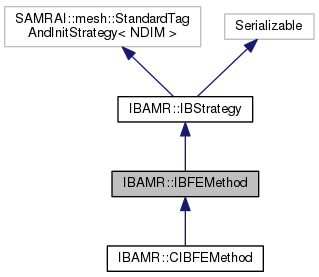 SAMRAI::mesh::StandardTag
AndInitStrategy< NDIM >
Serializable
IBAMR::IBStrategy
IBAMR::IBFEMethod
IBAMR::CIBFEMethod